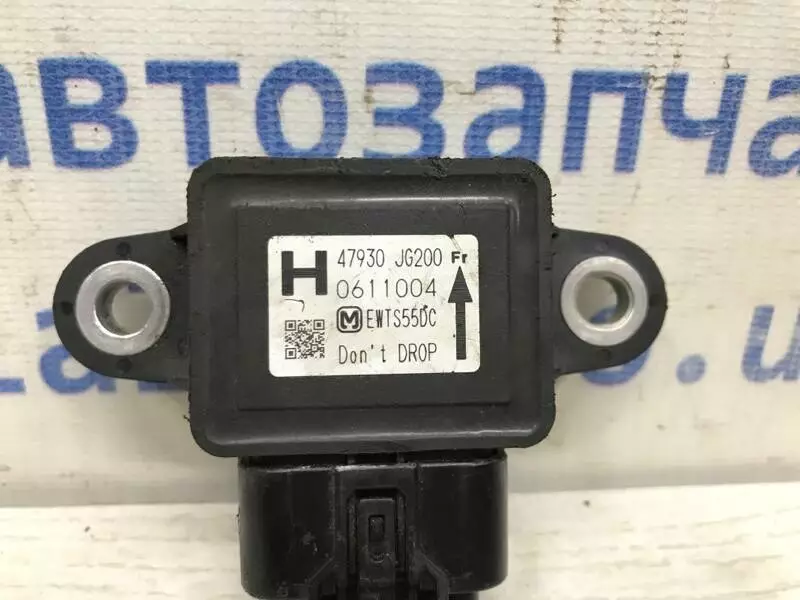 автозапча
H 47930 JG200 Fr
0611004
M EWTS55DC
Don't DROP